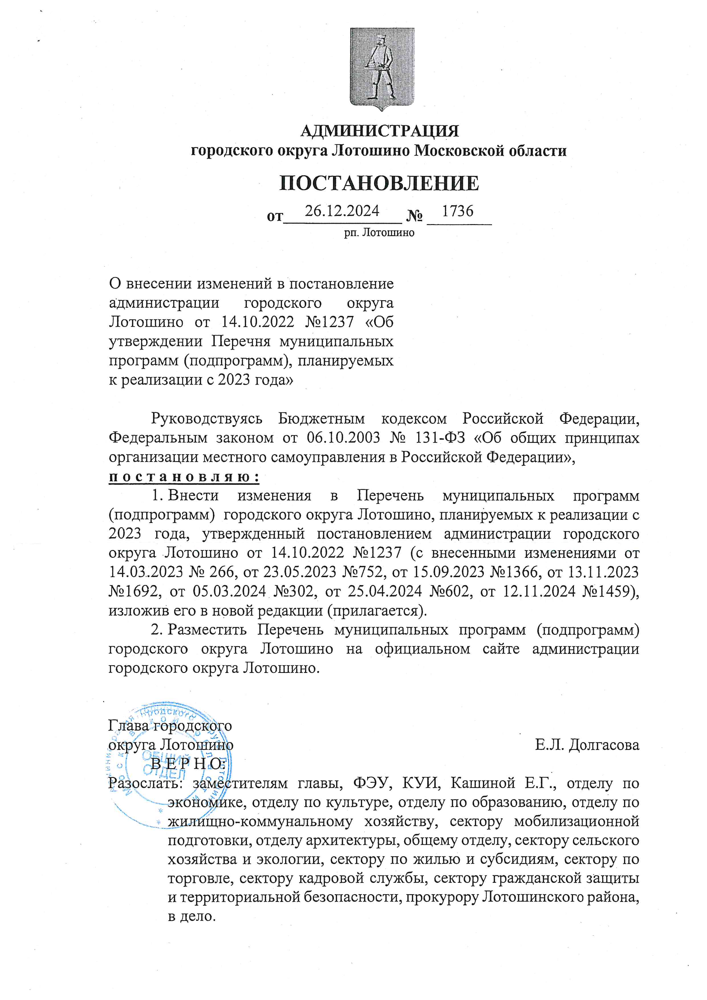 АДМИНИСТРАЦИЯ
городского округа Лотошино Московской области
ПОСТАНОВЛЕНИЕ
от 26.12.2024 № 1736
рп. Лотошино
О внесении изменений в постановление
администрации городского округа
Лотошино от 14.10.2022 №1237 «Об
утверждении Перечня муниципальных
программ (подпрограмм), планируемых
к реализации с 2023 года»
Руководствуясь Бюджетным кодексом Российской Федерации,
Федеральным законом от 06.10.2003 № 131-ФЗ «Об общих принципах
организации местного самоуправления в Российской Федерации»,
п о с т а н о в л я ю :
1. Внести изменения в Перечень муниципальных программ
(подпрограмм) городского округа Лотошино, планируемых к реализации с
2023 года, утвержденный постановлением администрации городского
округа Лотошино от 14.10.2022 №1237 (с внесенными изменениями от
14.03.2023 № 266, от 23.05.2023 №752, от 15.09.2023 №1366, от 13.11.2023
№1692, от 05.03.2024 №302, от 25.04.2024 №602, от 12.11.2024 №1459),
изложив его в новой редакции (прилагается).
2. Разместить Перечень муниципальных программ (подпрограмм)
городского округа Лотошино на официальном сайте администрации
городского округа Лотошино.
Глава городского
округа Лотошино Е.Л. Долгасова
В Е Р Н О:
Разослать: заместителям главы, ФЭУ, КУИ, Кашиной Е.Г., отделу по
экономике, отделу по культуре, отделу по образованию, отделу по
жилищно-коммунальному хозяйству, сектору мобилизационной
подготовки, отделу архитектуры, общему отделу, сектору сельского
хозяйства и экологии, сектору по жилью и субсидиям, сектору по
торговле, сектору кадровой службы, сектору гражданской защиты
и территориальной безопасности, прокурору Лотошинского района,
в дело.
Администрация городского округа Лотошино
Московской области
ОБЩИЙ
ОТДЕЛ